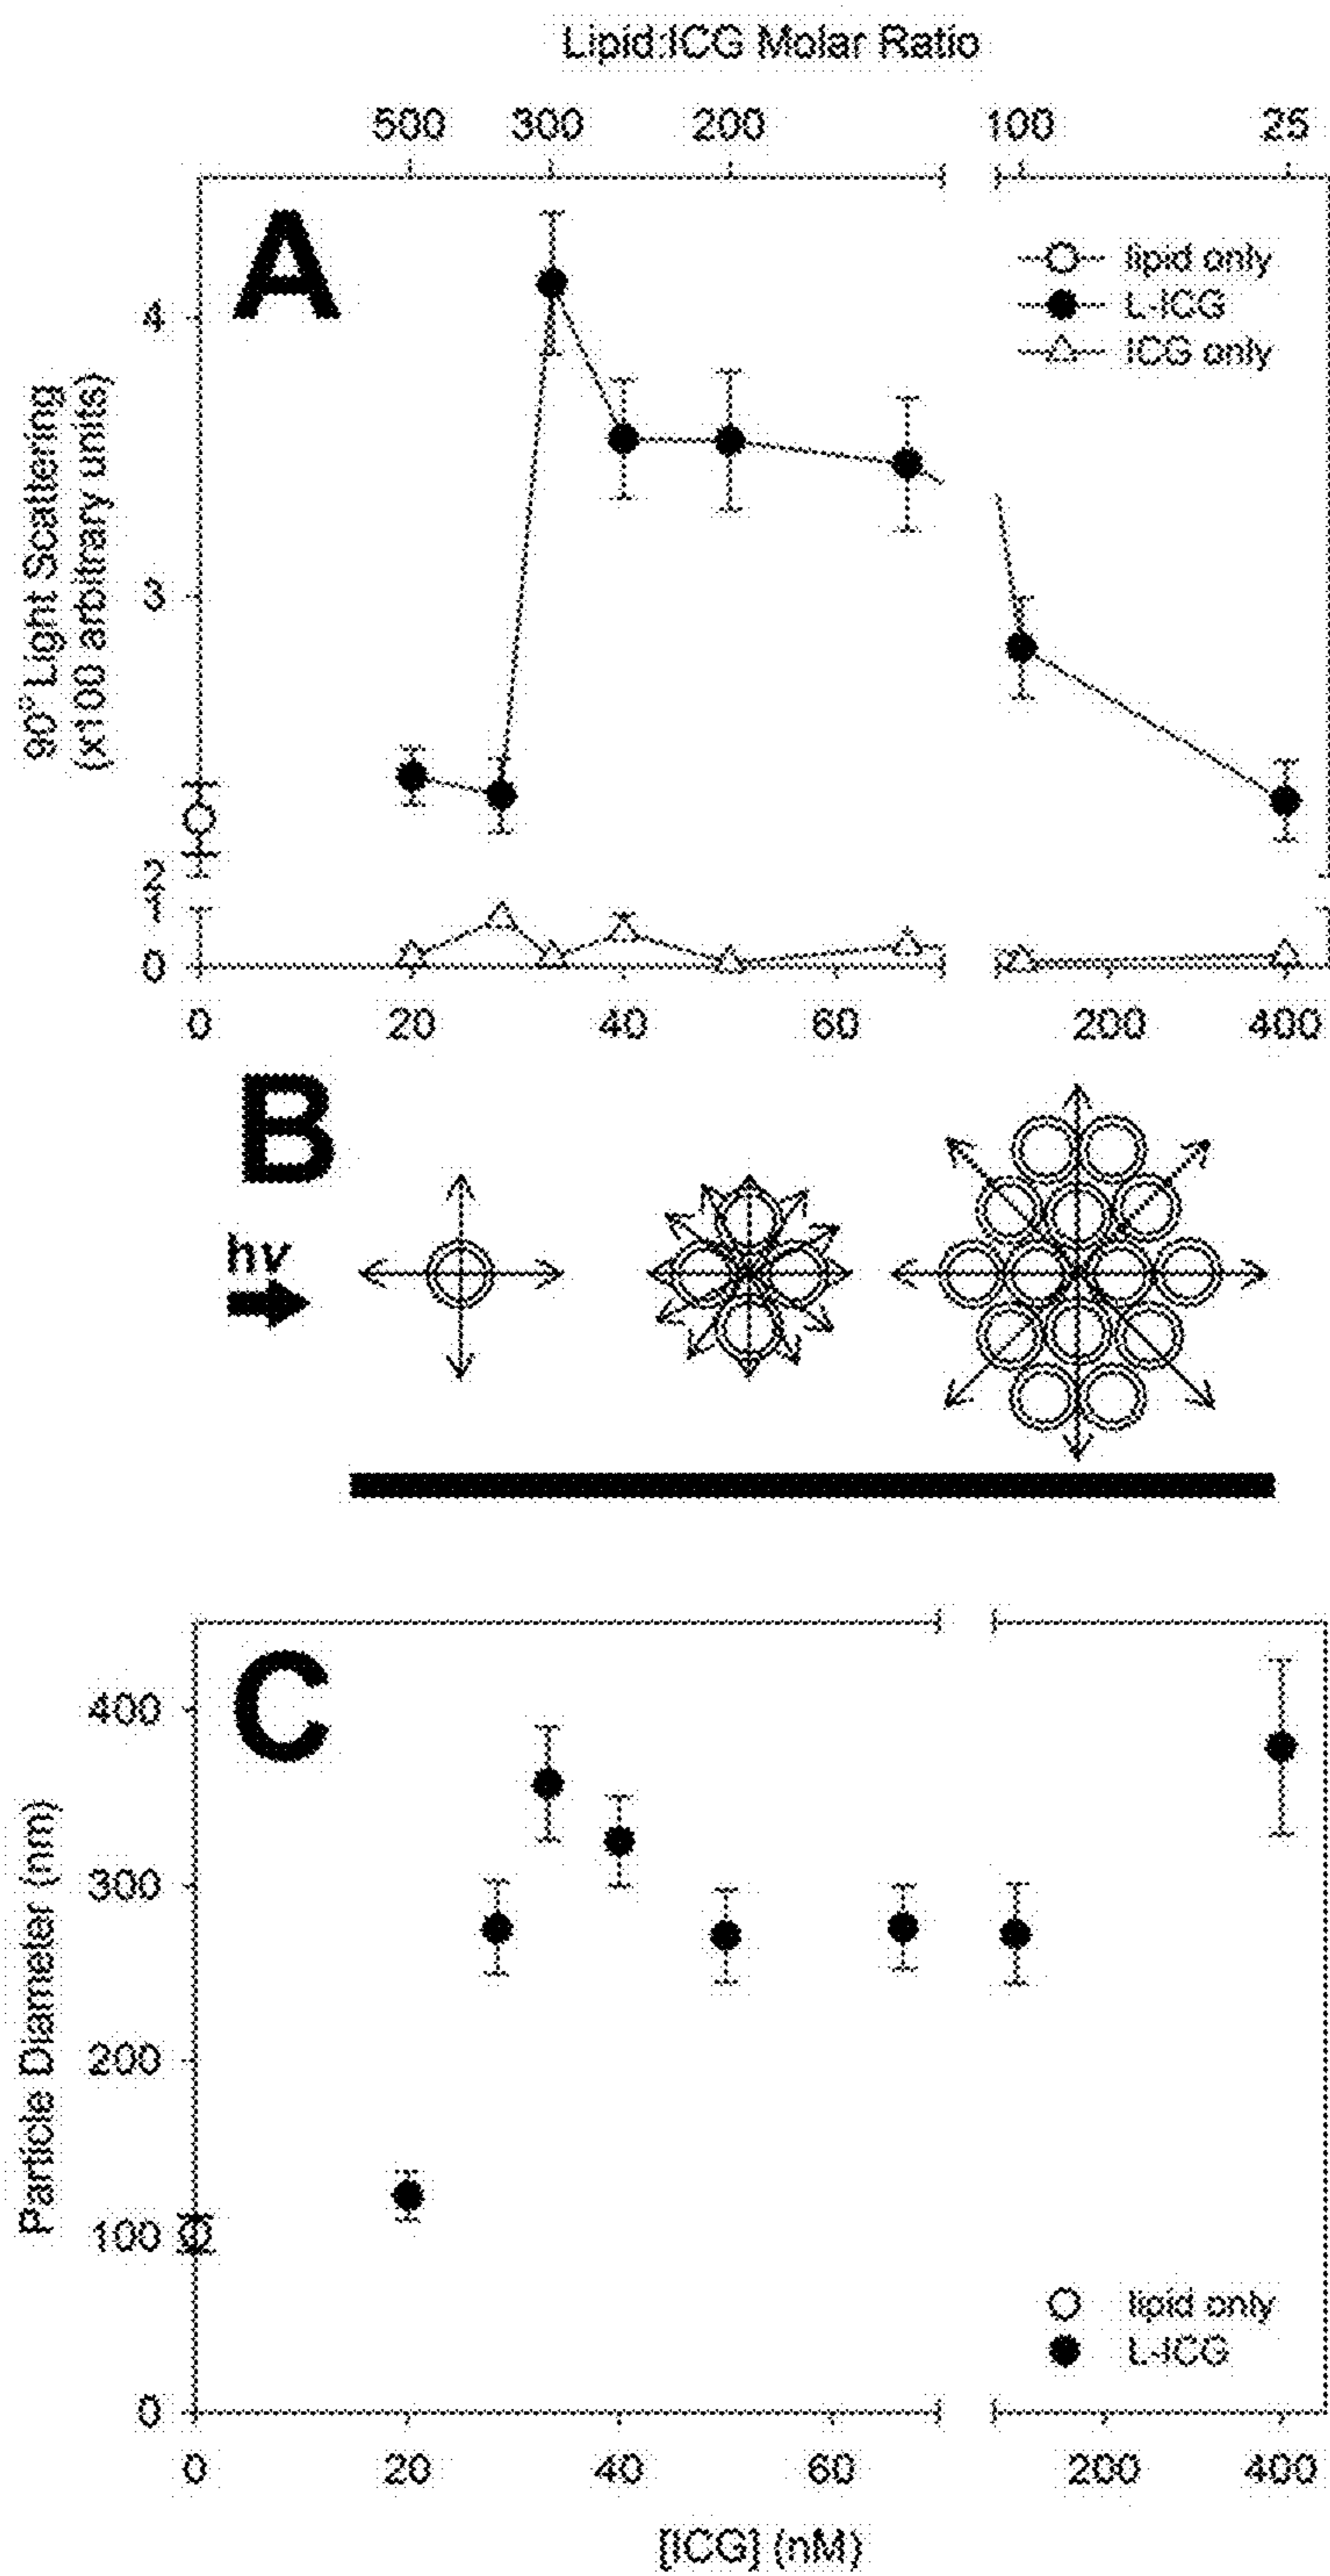 Lipid:ICG Molar Ratio
500 300 200 100 25
A
lipid only
L-ICG
ICG only
90° Light Scattering
(x100 arbitrary units)
4
3
2
1
0
0 20 40 60 200 400
B
hν
C
Particle Diameter (nm)
400
300
200
100
0
lipid only
L-ICG
0 20 40 60 200 400
[ICG] (nM)